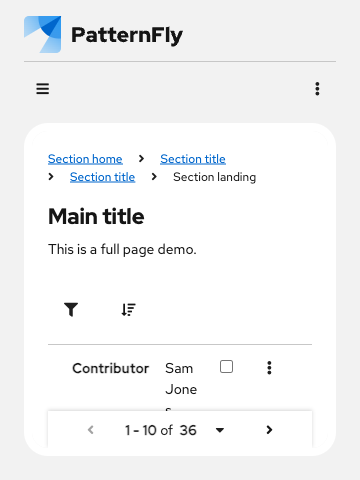 PatternFly
Section home > Section title
> Section title > Section landing
Main title
This is a full page demo.
Contributor Sam
Jone
1 - 10 of 36